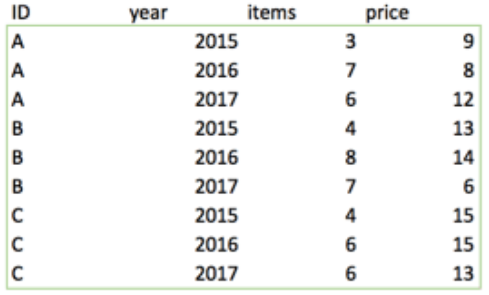 ID year items price
A 2015 3 9
A 2016 7 8
A 2017 6 12
B 2015 4 13
B 2016 8 14
B 2017 7 6
C 2015 4 15
C 2016 6 15
C 2017 6 13